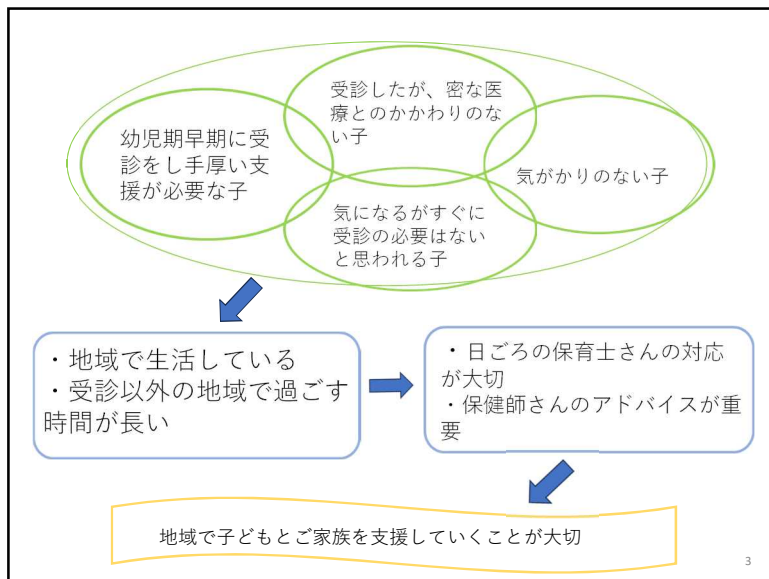 受診したが、密な医
療とのかかわりのな
い子
幼児期早期に受
診をし手厚い支
援が必要な子
気がかりのない子
気になるがすぐに
受診の必要はない
と思われる子
・地域で生活している
・受診以外の地域で過ごす
時間が長い
・日ごろの保育士さんの対応
が大切
・保健師さんのアドバイスが重
要
地域で子どもとご家族を支援していくことが大切
3